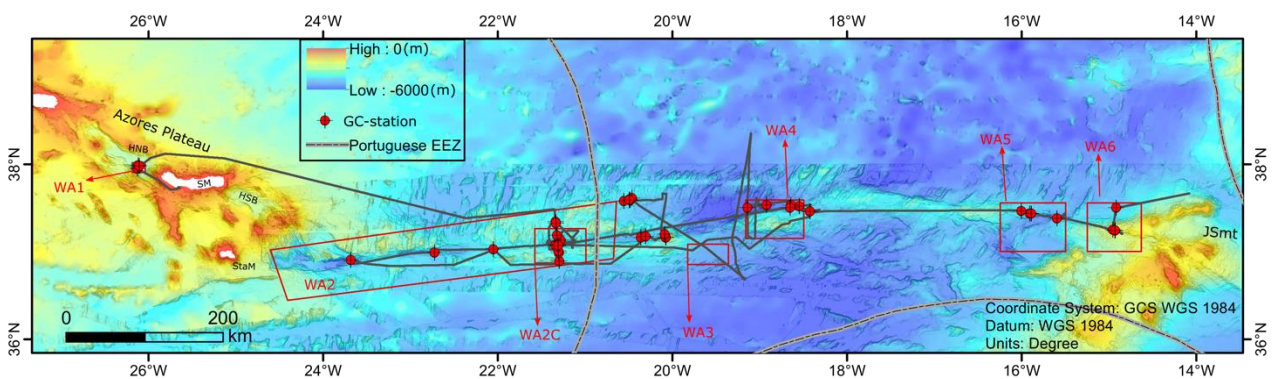 26°W 24°W 22°W 20°W 18°W 16°W 14°W
High : 0(m)
Low : -6000(m)
GC-station
Portuguese EEZ
Azores Plateau
HNB
SM
HSB
StaM
JSmt
WA1
WA2
WA2C
WA3
WA4
WA5
WA6
38°N
38°N
36°N
36°N
0 200
km
Coordinate System: GCS WGS 1984
Datum: WGS 1984
Units: Degree
26°W 24°W 22°W 20°W 18°W 16°W 14°W